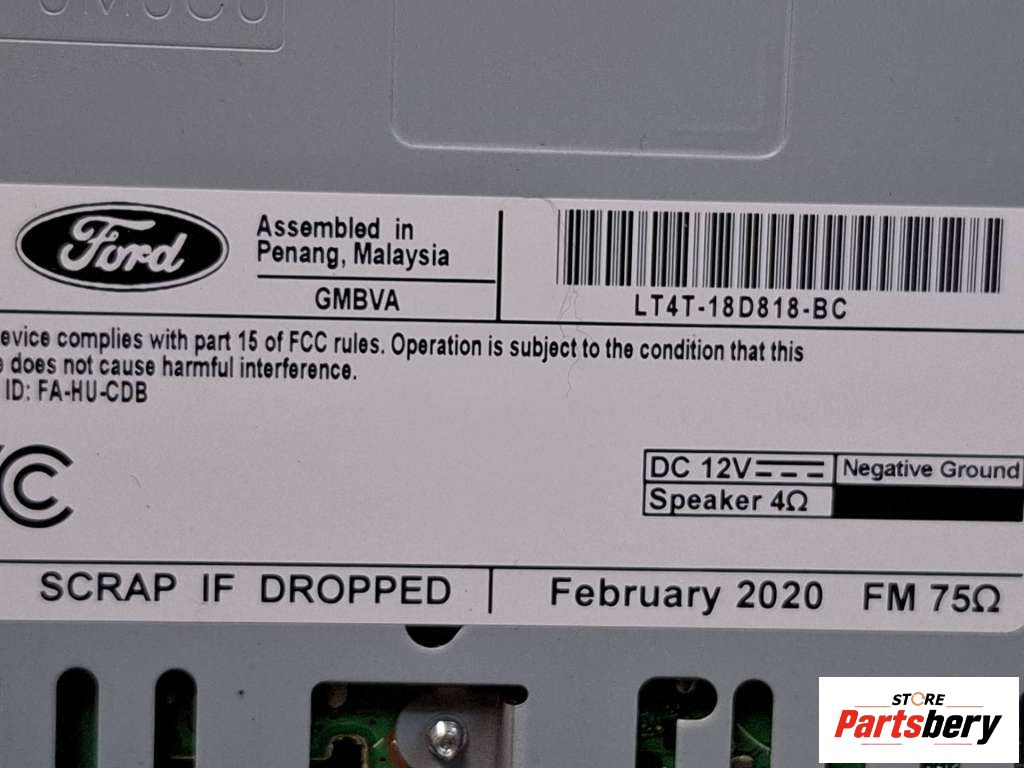 Ford
Assembled in
Penang, Malaysia
GMBVA
LT4T-18D818-BC
evice complies with part 15 of FCC rules. Operation is subject to the condition that this
does not cause harmful interference.
ID: FA-HU-CDB
DC 12V
Negative Ground
Speaker 4Ω
SCRAP IF DROPPED
February 2020 FM 75Ω
STORE
Partsbery